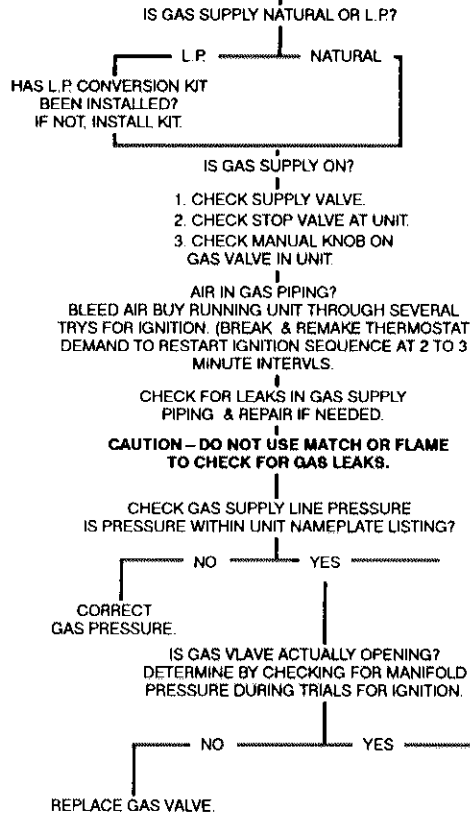 IS GAS SUPPLY NATURAL OR L.P.?
L.P. NATURAL
HAS L.P. CONVERSION KIT
BEEN INSTALLED?
IF NOT, INSTALL KIT.
IS GAS SUPPLY ON?
1. CHECK SUPPLY VALVE.
2. CHECK STOP VALVE AT UNIT.
3. CHECK MANUAL KNOB ON
GAS VALVE IN UNIT.
AIR IN GAS PIPING?
BLEED AIR BUY RUNNING UNIT THROUGH SEVERAL
TRYS FOR IGNITION. (BREAK & REMAKE THERMOSTAT
DEMAND TO RESTART IGNITION SEQUENCE AT 2 TO 3
MINUTE INTERVLS.
CHECK FOR LEAKS IN GAS SUPPLY
PIPING & REPAIR IF NEEDED.
CAUTION – DO NOT USE MATCH OR FLAME
TO CHECK FOR GAS LEAKS.
CHECK GAS SUPPLY LINE PRESSURE
IS PRESSURE WITHIN UNIT NAMEPLATE LISTING?
NO YES
CORRECT
GAS PRESSURE.
IS GAS VLAVE ACTUALLY OPENING?
DETERMINE BY CHECKING FOR MANIFOLD
PRESSURE DURING TRIALS FOR IGNITION.
NO YES
REPLACE GAS VALVE.